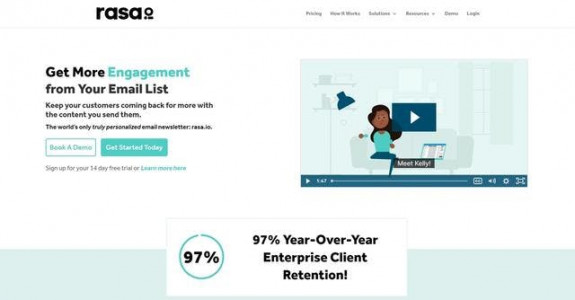 rasa.io
Pricing How It Works Solutions Resources Demo Login
Get More Engagement
from Your Email List
Keep your customers coming back for more with
the content you send them.
The world's only truly personalized email newsletter: rasa.io.
Book A Demo Get Started Today
Sign up for your 14 day free trial or Learn more here
Meet Kelly!
1:47
CC
97%
97% Year-Over-Year
Enterprise Client
Retention!